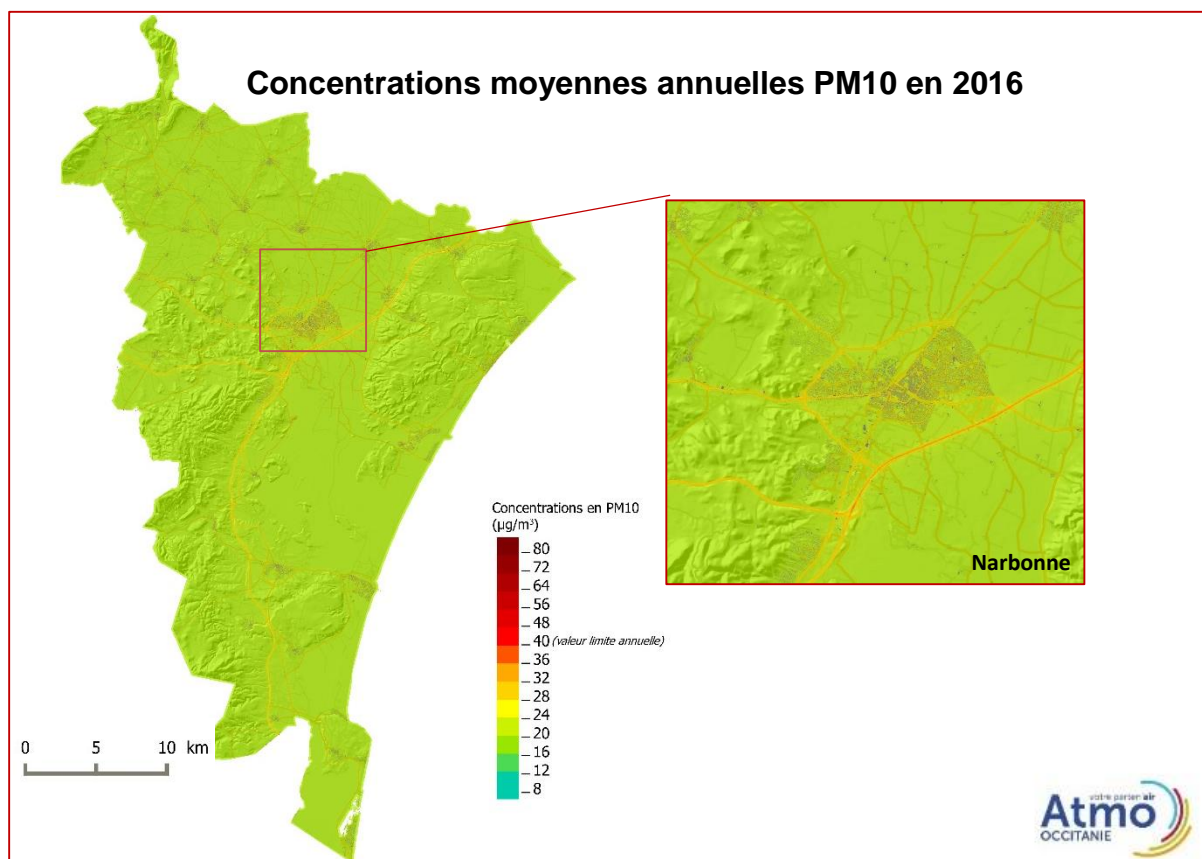 Concentrations moyennes annuelles PM10 en 2016
Narbonne
Concentrations en PM10
(µg/m³)
80
72
64
56
48
40 (valeur limite annuelle)
36
32
28
24
20
16
12
8
0 5 10 km
votre parten'air
Atmo
OCCITANIE